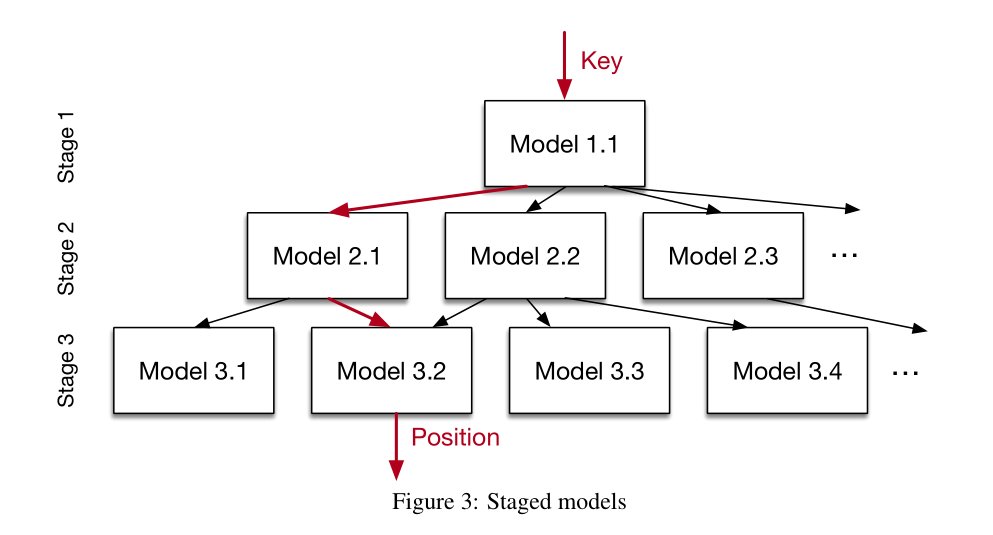 Key
Stage 1
Model 1.1
Stage 2
Model 2.1
Model 2.2
Model 2.3
...
Stage 3
Model 3.1
Model 3.2
Model 3.3
Model 3.4
...
Position
Figure 3: Staged models